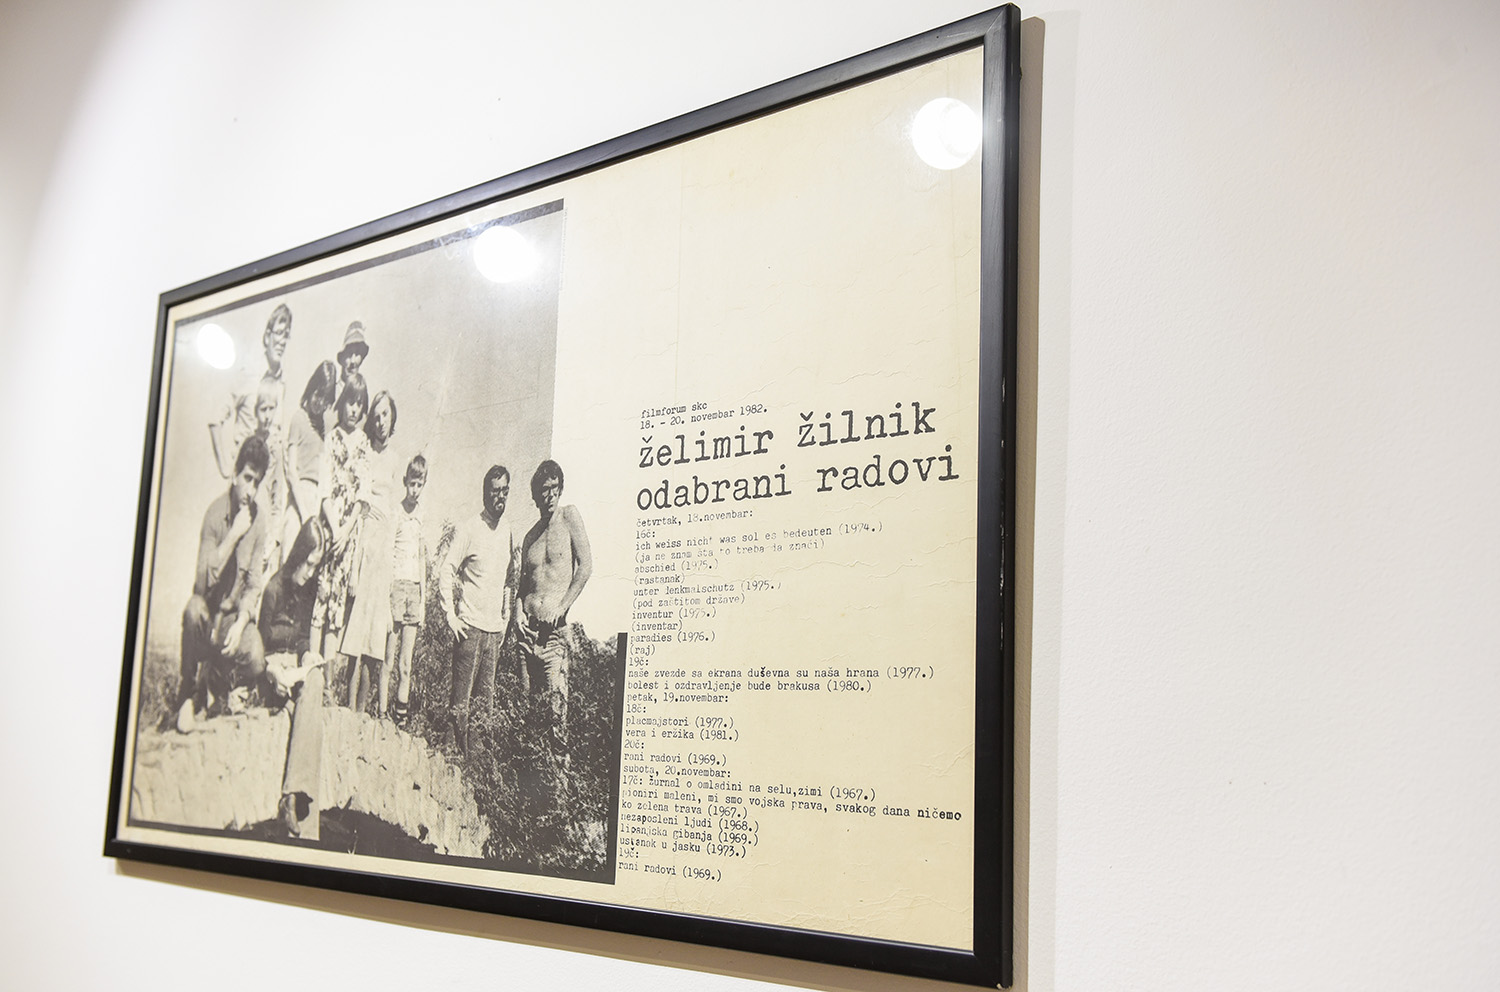 filmforum skc
18. - 20. novembar 1982.
želimir žilnik
odabrani radovi
četvrtak, 18.novembar:
16č:
ich weiss nicht was sol es bedeuten (1974.)
(ja ne znam šta to treba da znači)
abschied (1975.)
(rastanak)
unter denkmalschutz (1975.)
(pod zaštitom države)
inventur (1975.)
(inventar)
paradies (1976.)
(raj)
19č:
naše zvezde sa ekrana duševna su naša hrana (1977.)
bolest i ozdravljenje bude brakusa (1980.)
petak, 19.novembar:
18č:
placmajstori (1977.)
vera i eržika (1981.)
20č:
rani radovi (1969.)
subota, 20.novembar:
17č: žurnal o omladini na selu,zimi (1967.)
pioniri maleni, mi smo vojska prava, svakog dana ničemo
ko zelena trava (1967.)
nezaposleni ljudi (1968.)
lipanjska gibanja (1969.)
ustanak u jasku (1973.)
19č:
rani radovi (1969.)